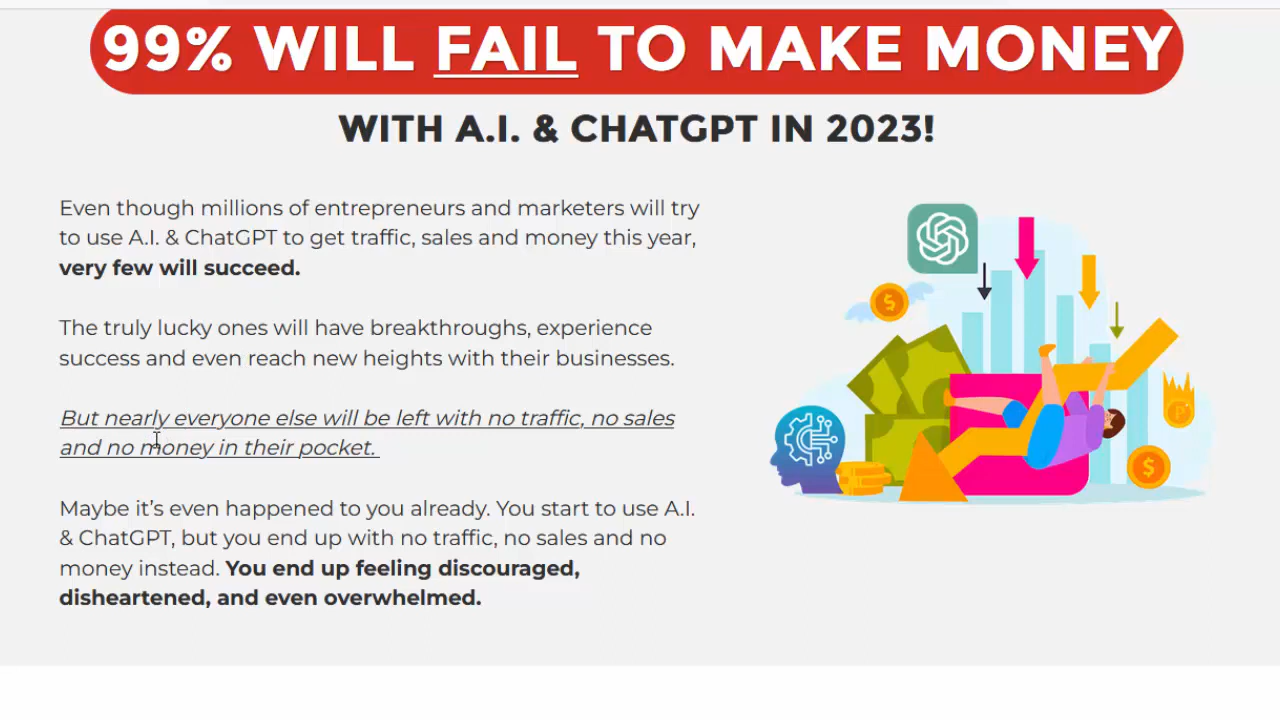 99% WILL FAIL TO MAKE MONEY
WITH A.I. & CHATGPT IN 2023!
Even though millions of entrepreneurs and marketers will try
to use A.I. & ChatGPT to get traffic, sales and money this year,
very few will succeed.
The truly lucky ones will have breakthroughs, experience
success and even reach new heights with their businesses.
But nearly everyone else will be left with no traffic, no sales
and no money in their pocket.
Maybe it’s even happened to you already. You start to use A.I.
& ChatGPT, but you end up with no traffic, no sales and no
money instead. You end up feeling discouraged,
disheartened, and even overwhelmed.
$
$
P